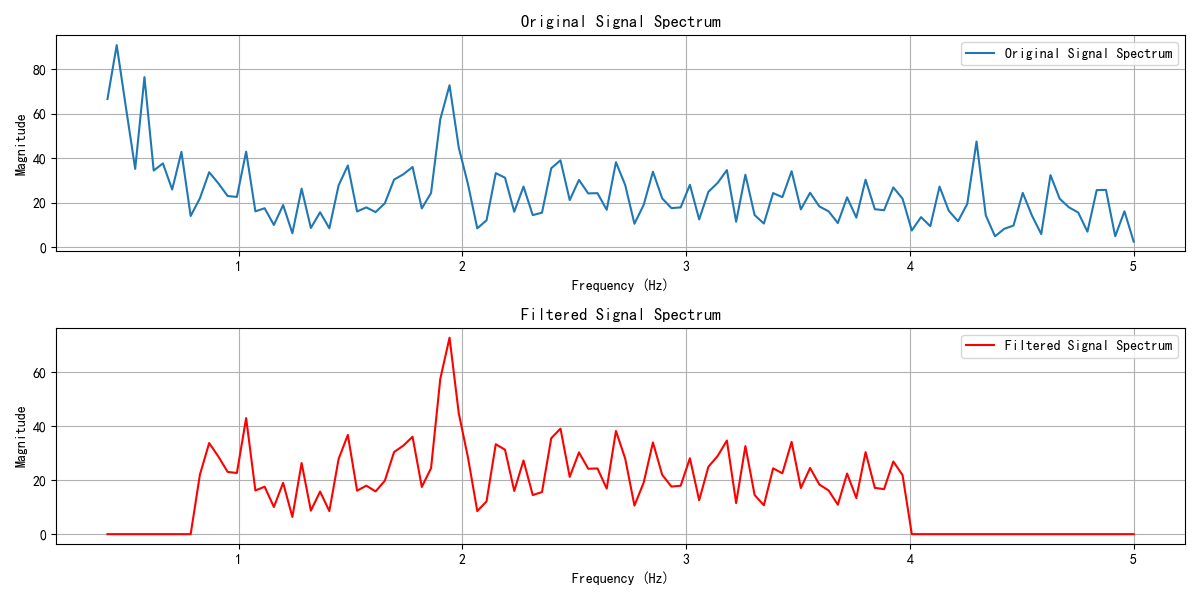 Original Signal Spectrum
Original Signal Spectrum
Magnitude
80
60
40
20
0
1
2
3
4
5
Frequency (Hz)
Filtered Signal Spectrum
Filtered Signal Spectrum
Magnitude
60
40
20
0
1
2
3
4
5
Frequency (Hz)